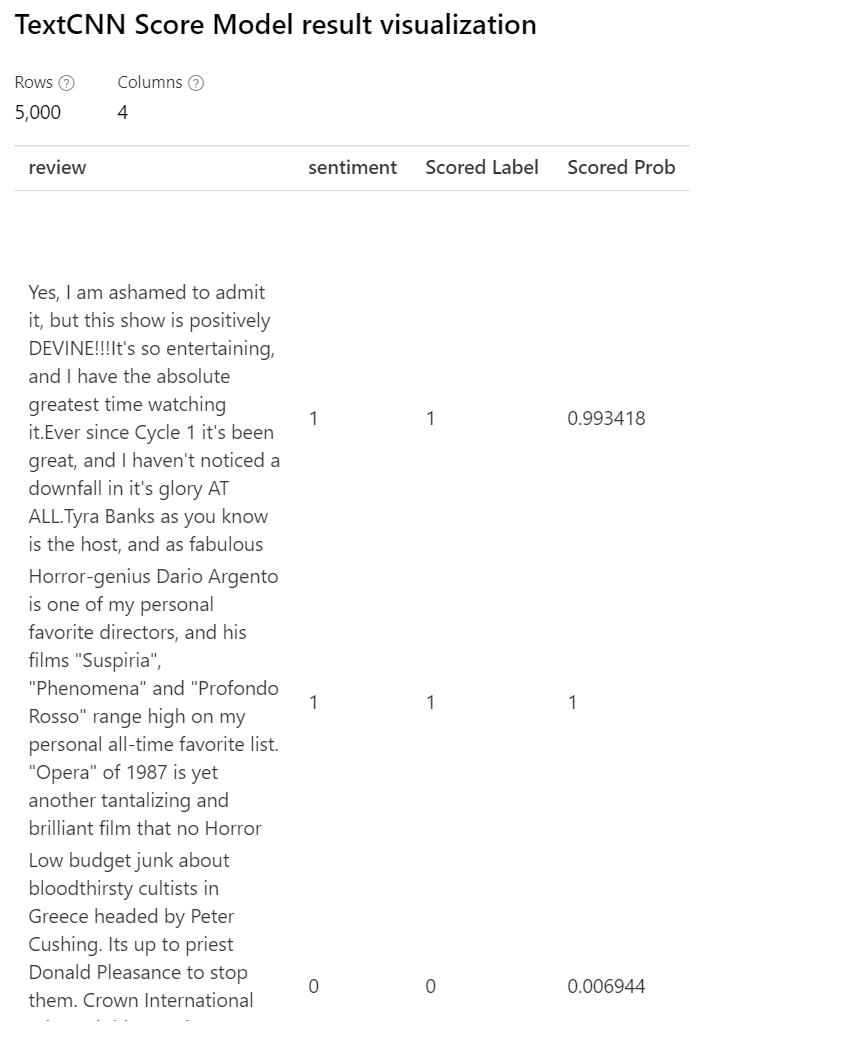 TextCNN Score Model result visualization
Rows ? Columns ?
5,000 4
review sentiment Scored Label Scored Prob
Yes, I am ashamed to admit
it, but this show is positively
DEVINE!!!It's so entertaining,
and I have the absolute
greatest time watching
1 1 0.993418
it.Ever since Cycle 1 it's been
great, and I haven't noticed a
downfall in it's glory AT
ALL.Tyra Banks as you know
is the host, and as fabulous
Horror-genius Dario Argento
is one of my personal
favorite directors, and his
films "Suspiria",
"Phenomena" and "Profondo
1 1 1
Rosso" range high on my
personal all-time favorite list.
"Opera" of 1987 is yet
another tantalizing and
brilliant film that no Horror
Low budget junk about
bloodthirsty cultists in
Greece headed by Peter
Cushing. Its up to priest
Donald Pleasance to stop
0 0 0.006944
them. Crown International